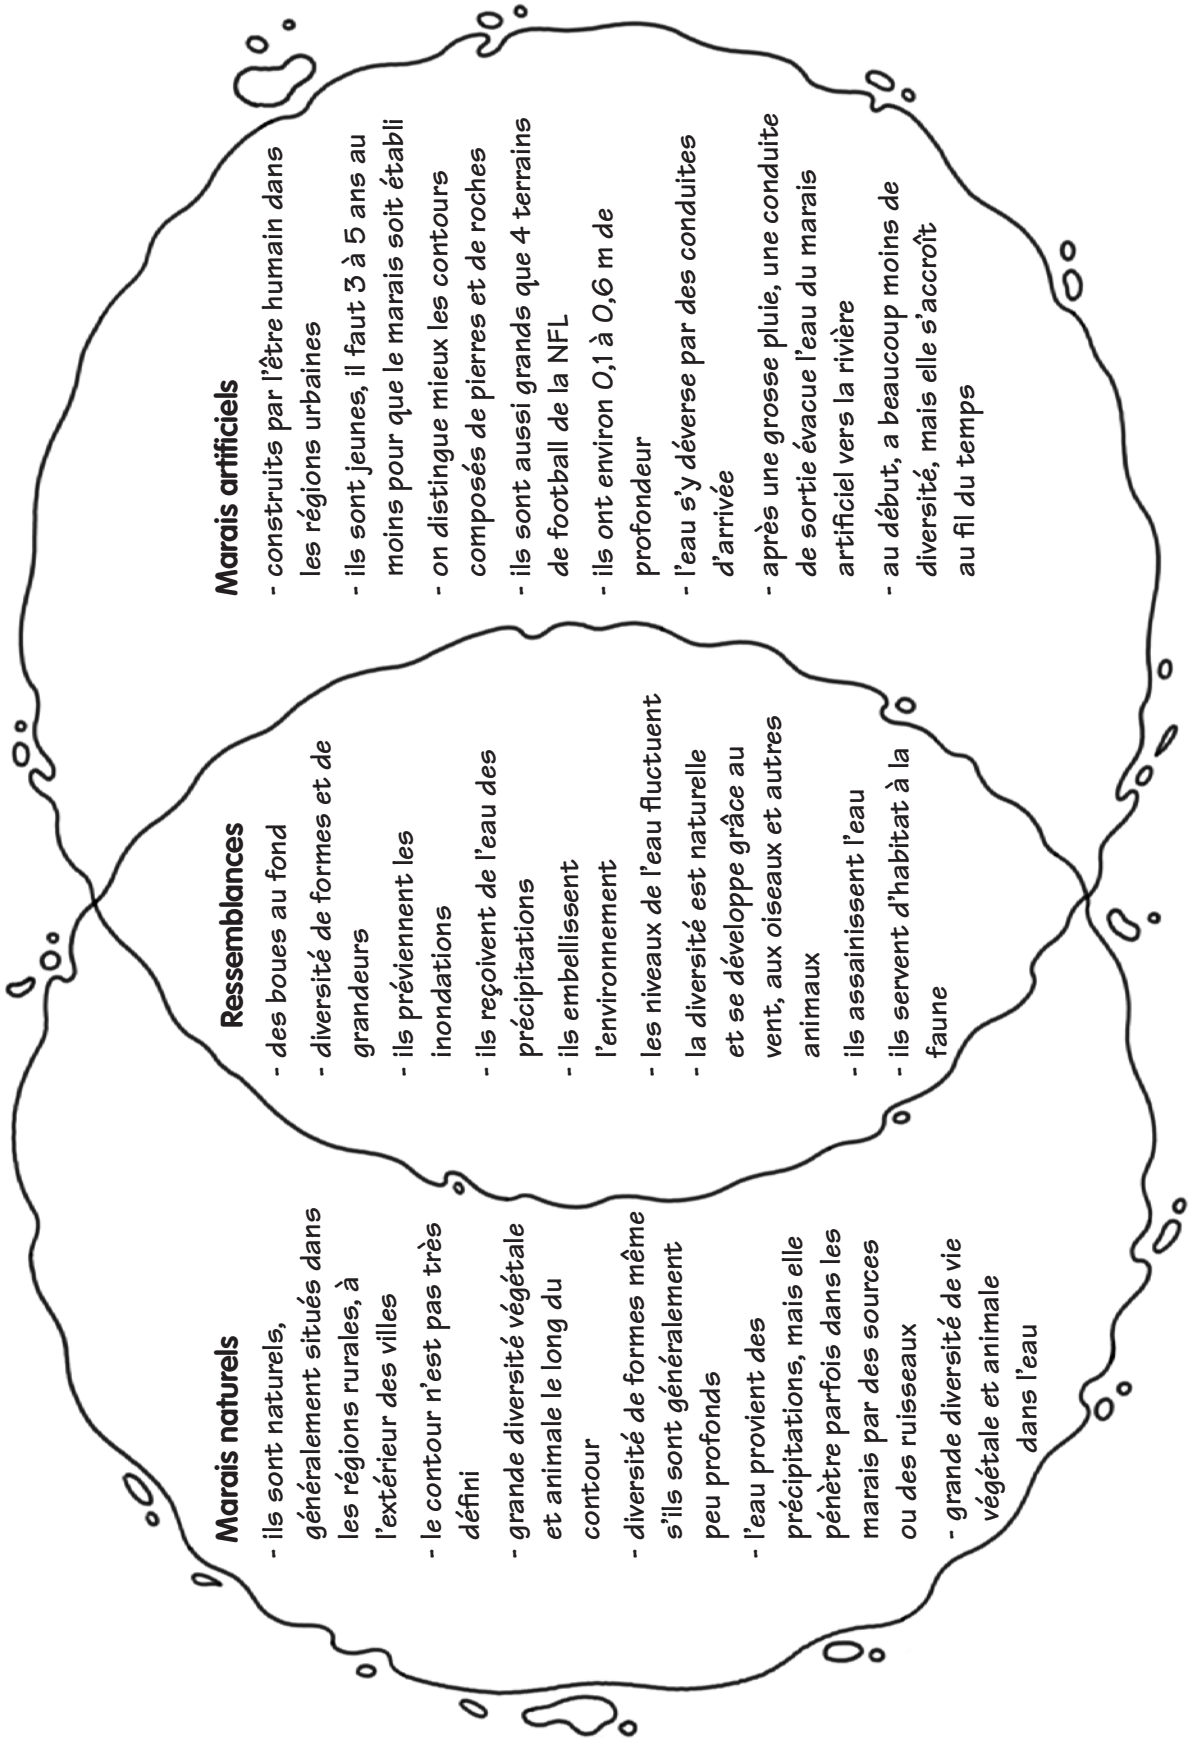 Marais naturels
- ils sont naturels,
généralement situés dans
les régions rurales, à
l'extérieur des villes
- le contour n'est pas très
défini
- grande diversité végétale
et animale le long du
contour
- diversité de formes même
s'ils sont généralement
peu profonds
- l'eau provient des
précipitations, mais elle
pénètre parfois dans les
marais par des sources
ou des ruisseaux
- grande diversité de vie
végétale et animale
dans l'eau
Ressemblances
- des boues au fond
- diversité de formes et de
grandeurs
- ils préviennent les
inondations
- ils reçoivent de l'eau des
précipitations
- ils embellissent
l'environnement
- les niveaux de l'eau fluctuent
- la diversité est naturelle
et se développe grâce au
vent, aux oiseaux et autres
animaux
- ils assainissent l'eau
- ils servent d'habitat à la
faune
Marais artificiels
- construits par l'être humain dans
les régions urbaines
- ils sont jeunes, il faut 3 à 5 ans au
moins pour que le marais soit établi
- on distingue mieux les contours
composés de pierres et de roches
- ils sont aussi grands que 4 terrains
de football de la NFL
- ils ont environ 0,1 à 0,6 m de
profondeur
- l'eau s'y déverse par des conduites
d'arrivée
- après une grosse pluie, une conduite
de sortie évacue l'eau du marais
artificiel vers la rivière
- au début, a beaucoup moins de
diversité, mais elle s'accroît
au fil du temps